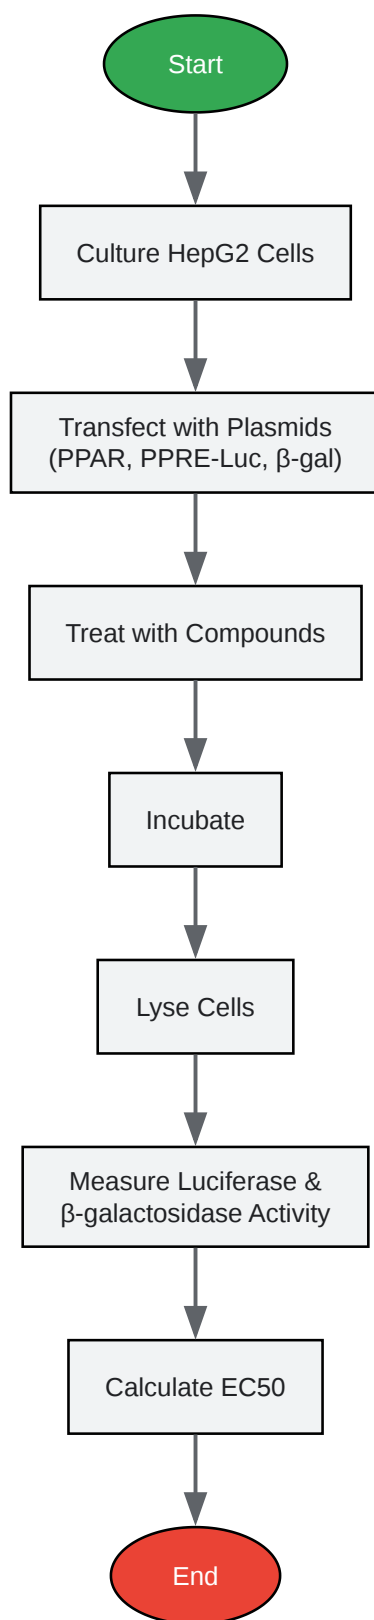 Start
Culture HepG2 Cells
Transfect with Plasmids
(PPAR, PPRE-Luc, β-gal)
Treat with Compounds
Incubate
Lyse Cells
Measure Luciferase &
β-galactosidase Activity
Calculate EC50
End